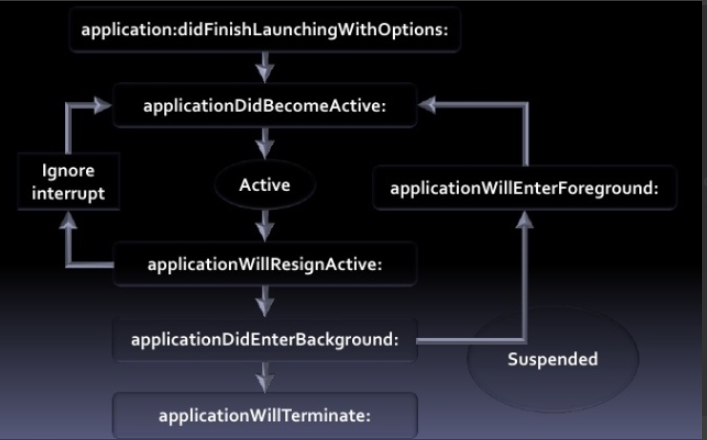 application:didFinishLaunchingWithOptions:
applicationDidBecomeActive:
Ignore
interrupt
Active
applicationWillEnterForeground:
applicationWillResignActive:
applicationDidEnterBackground:
Suspended
applicationWillTerminate: